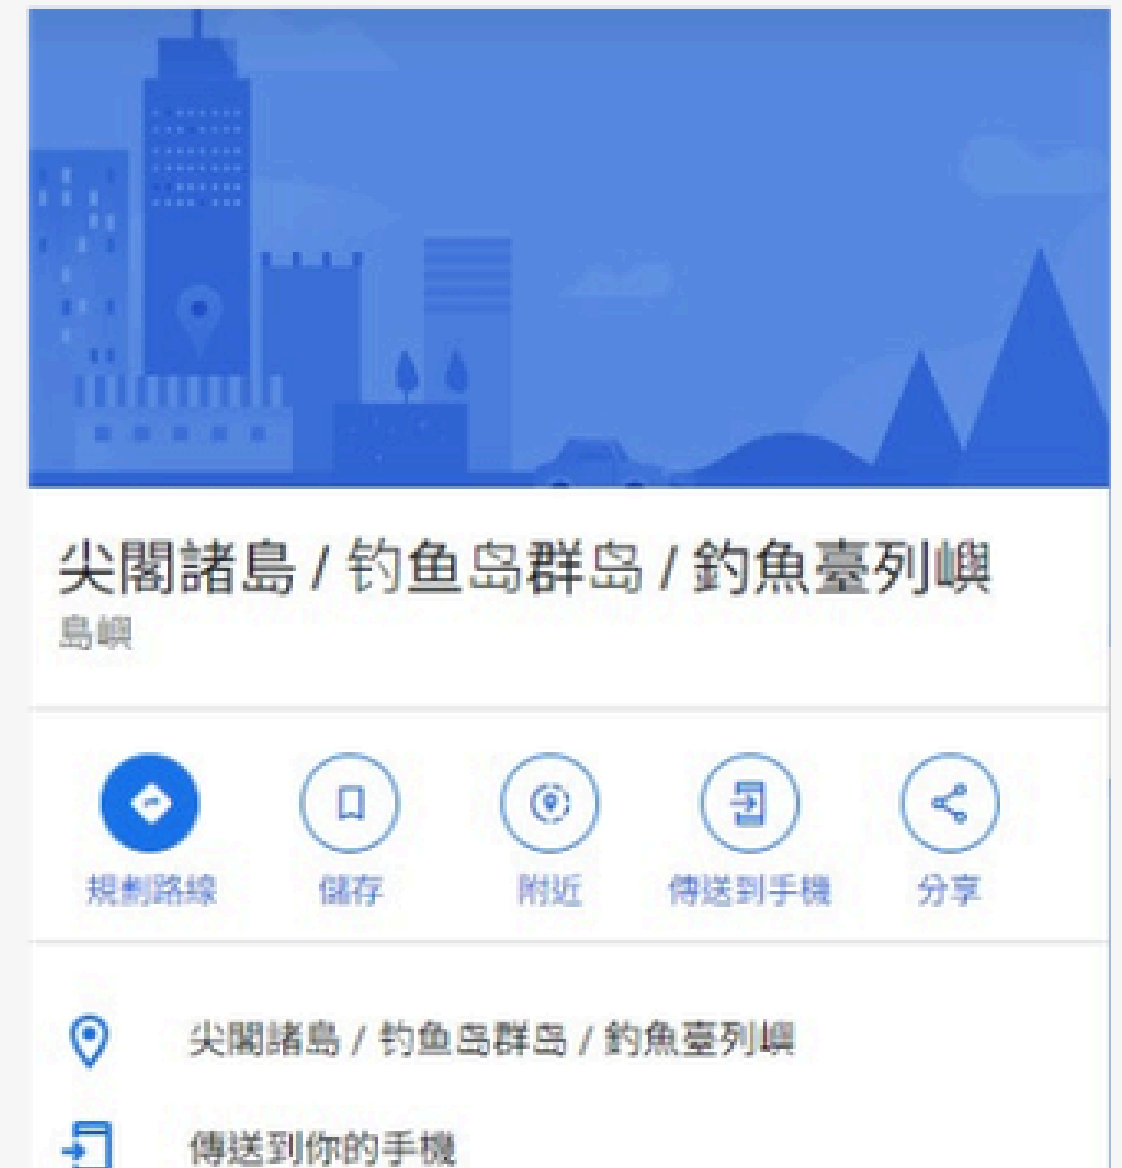 尖閣諸島 / 钓鱼岛群岛 / 釣魚臺列嶼
島嶼
規劃路線 儲存 附近 傳送到手機 分享
尖閣諸島 / 钓鱼岛群岛 / 釣魚臺列嶼
傳送到你的手機